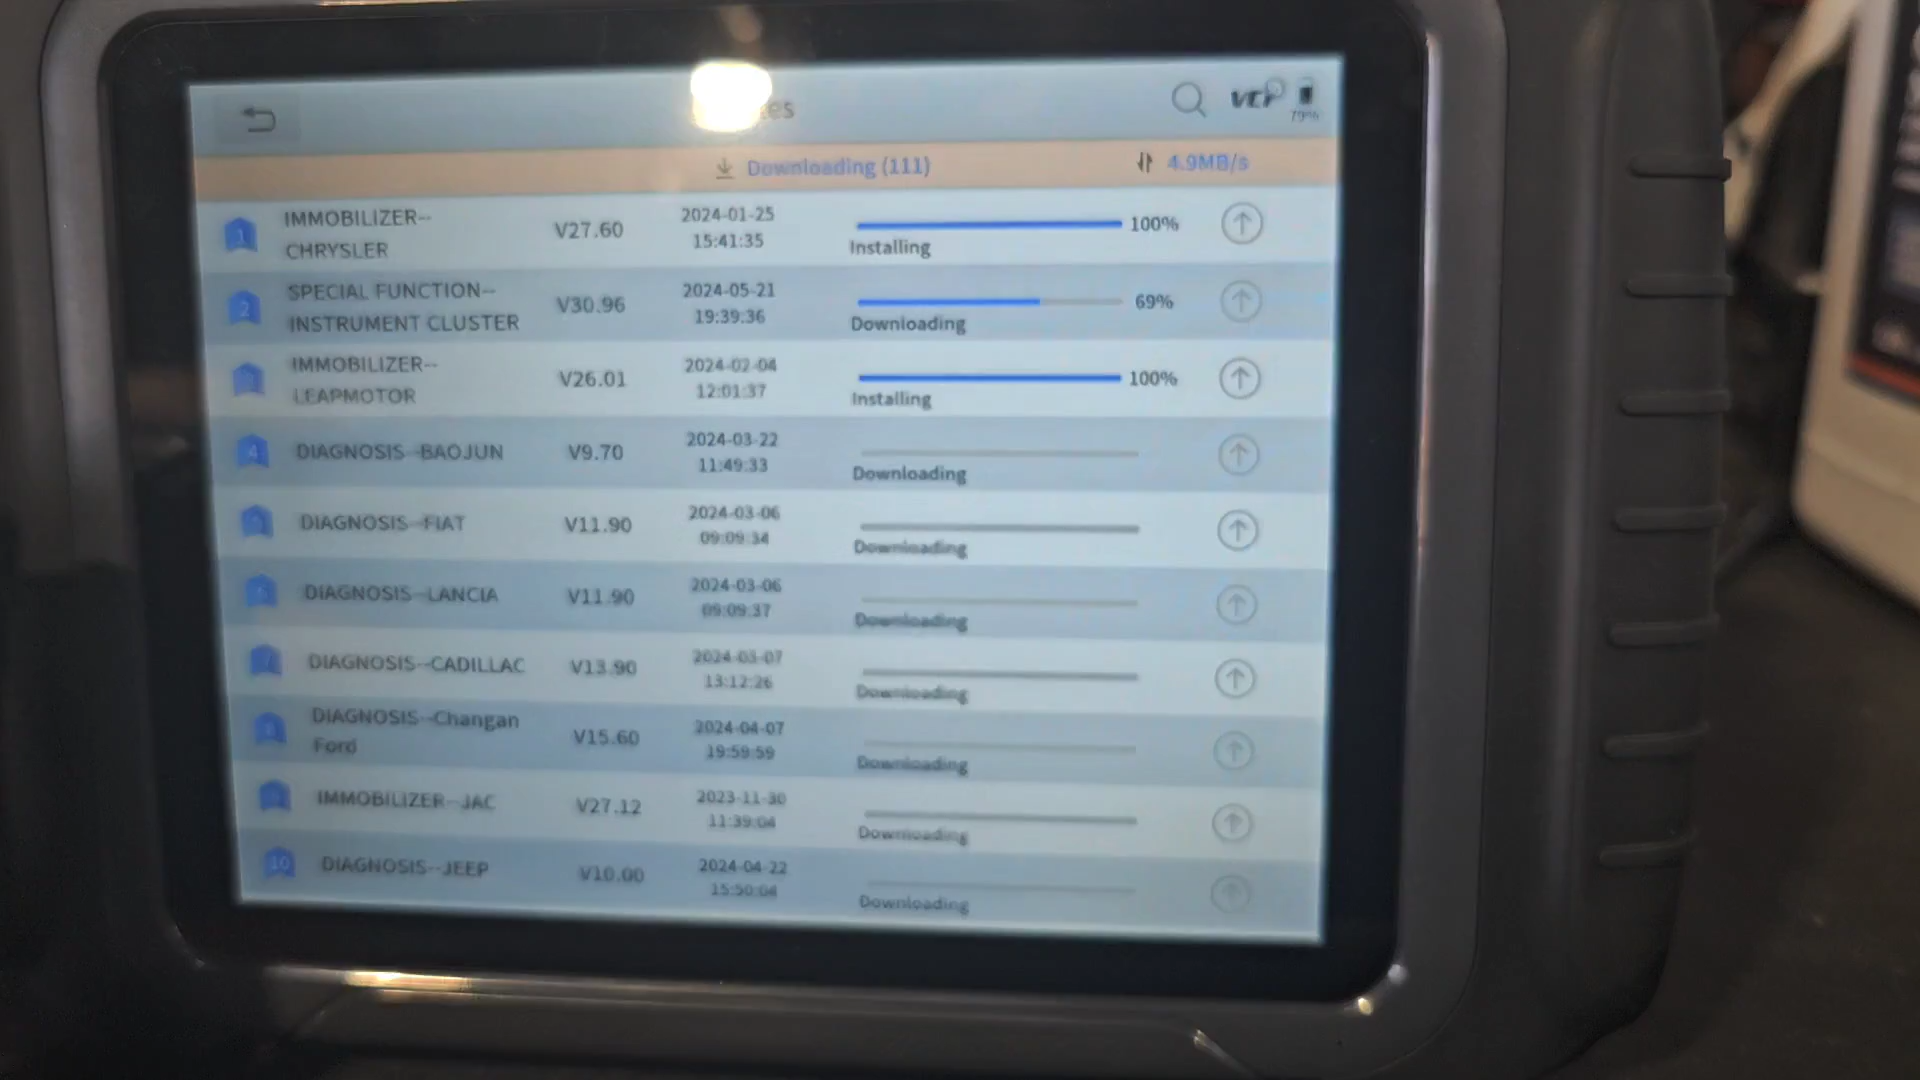 VCI
79%
Downloading (111)
4.9MB/s
1
IMMOBILIZER--
CHRYSLER
V27.60
2024-01-25
15:41:35
100%
Installing
2
SPECIAL FUNCTION--
INSTRUMENT CLUSTER
V30.96
2024-05-21
19:39:36
69%
Downloading
IMMOBILIZER--
LEAPMOTOR
V26.01
2024-02-04
12:01:37
100%
Installing
4
DIAGNOSIS--BAOJUN
V9.70
2024-03-22
11:49:33
Downloading
DIAGNOSIS--FIAT
V11.90
2024-03-06
09:09:34
Downloading
DIAGNOSIS--LANCIA
V11.90
2024-03-06
09:09:37
Downloading
7
DIAGNOSIS--CADILLAC
V13.90
2024-03-07
13:12:26
Downloading
DIAGNOSIS--Changan
Ford
V15.60
2024-04-07
19:59:59
Downloading
IMMOBILIZER--JAC
V27.12
2023-11-30
11:39:04
Downloading
10
DIAGNOSIS--JEEP
V10.00
2024-04-22
15:50:04
Downloading